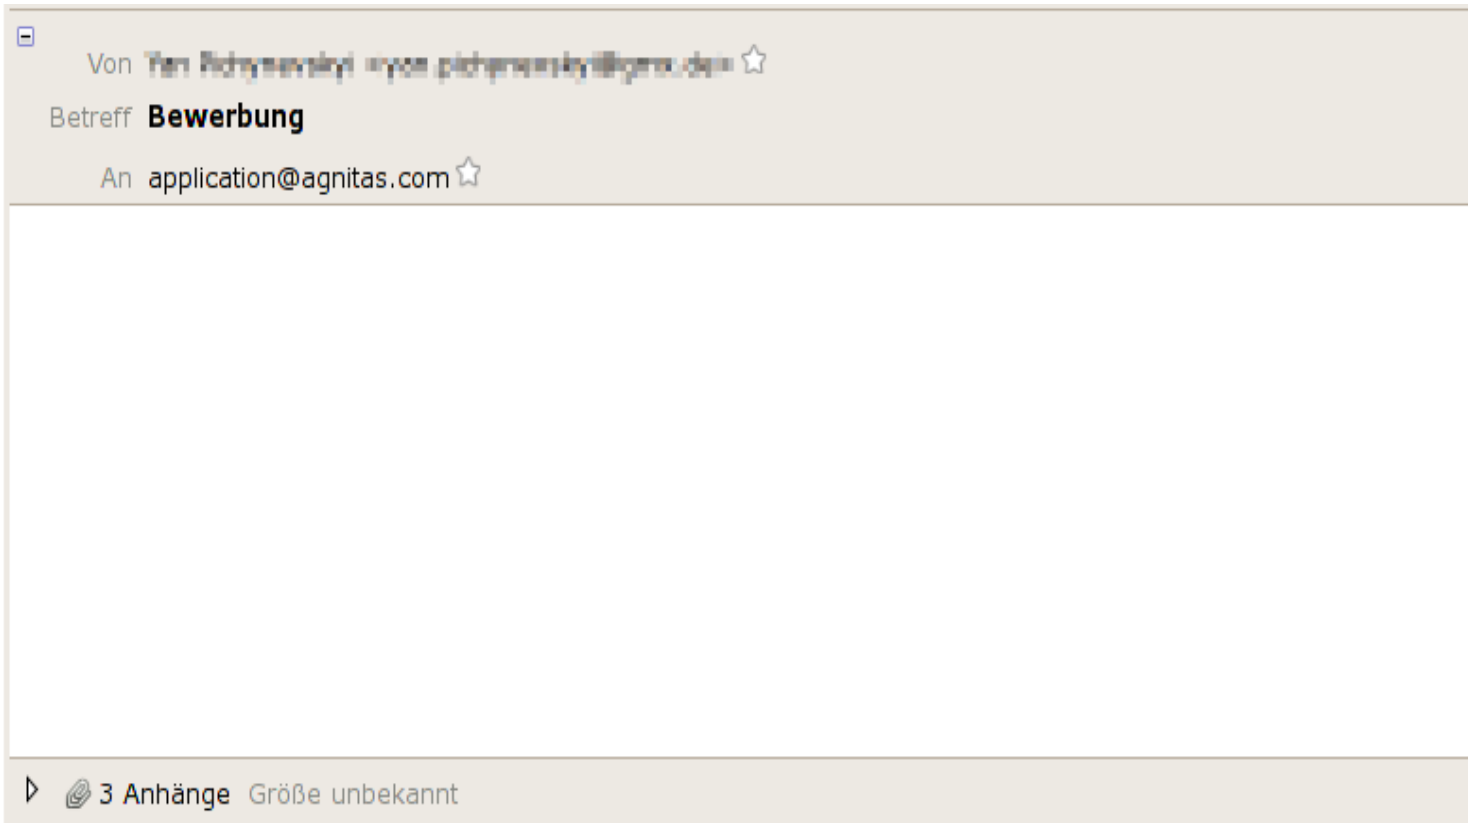 Von
Betreff Bewerbung
An application@agnitas.com
3 Anhänge Größe unbekannt